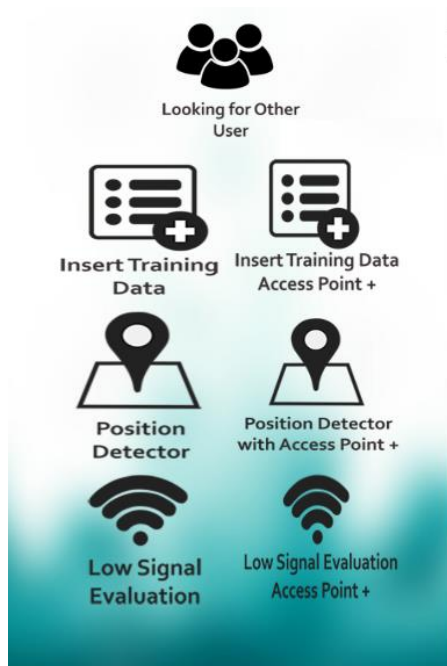 Looking for Other
User
Insert Training
Data
Insert Training Data
Access Point +
Position
Detector
Position Detector
with Access Point +
Low Signal
Evaluation
Low Signal Evaluation
Access Point +